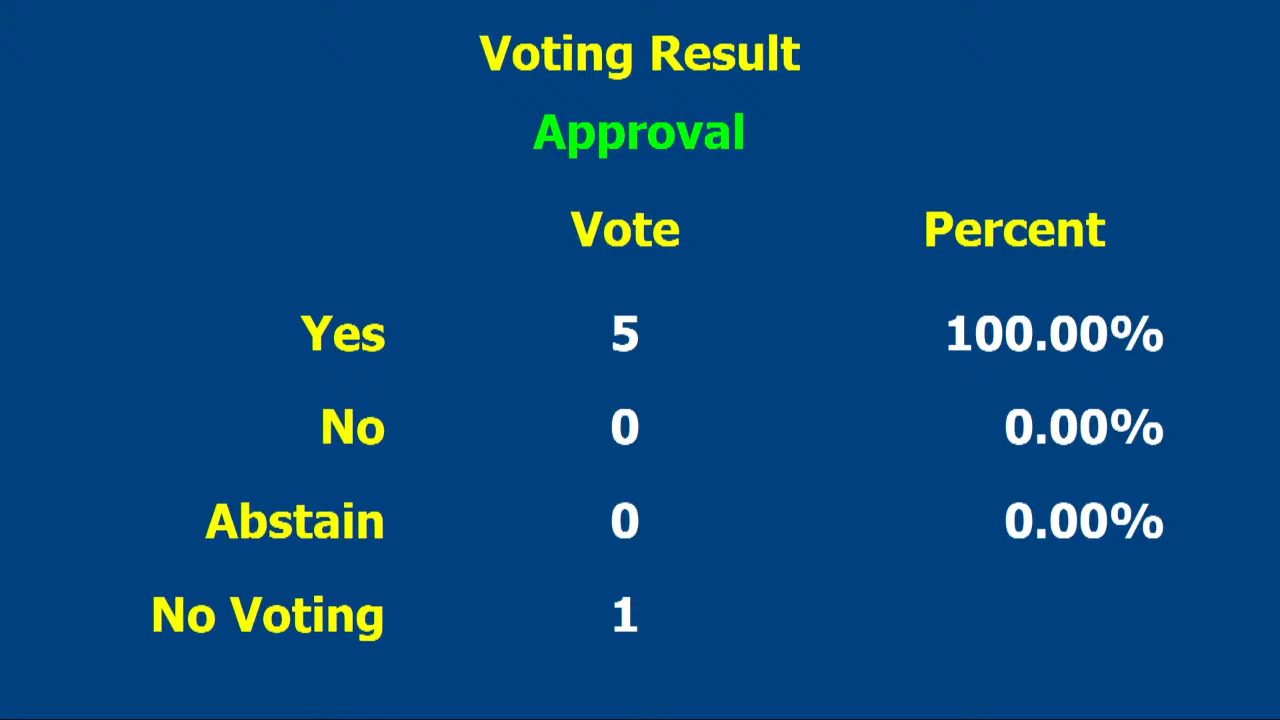 Voting Result
Approval
Vote Percent
Yes 5 100.00%
No 0 0.00%
Abstain 0 0.00%
No Voting 1